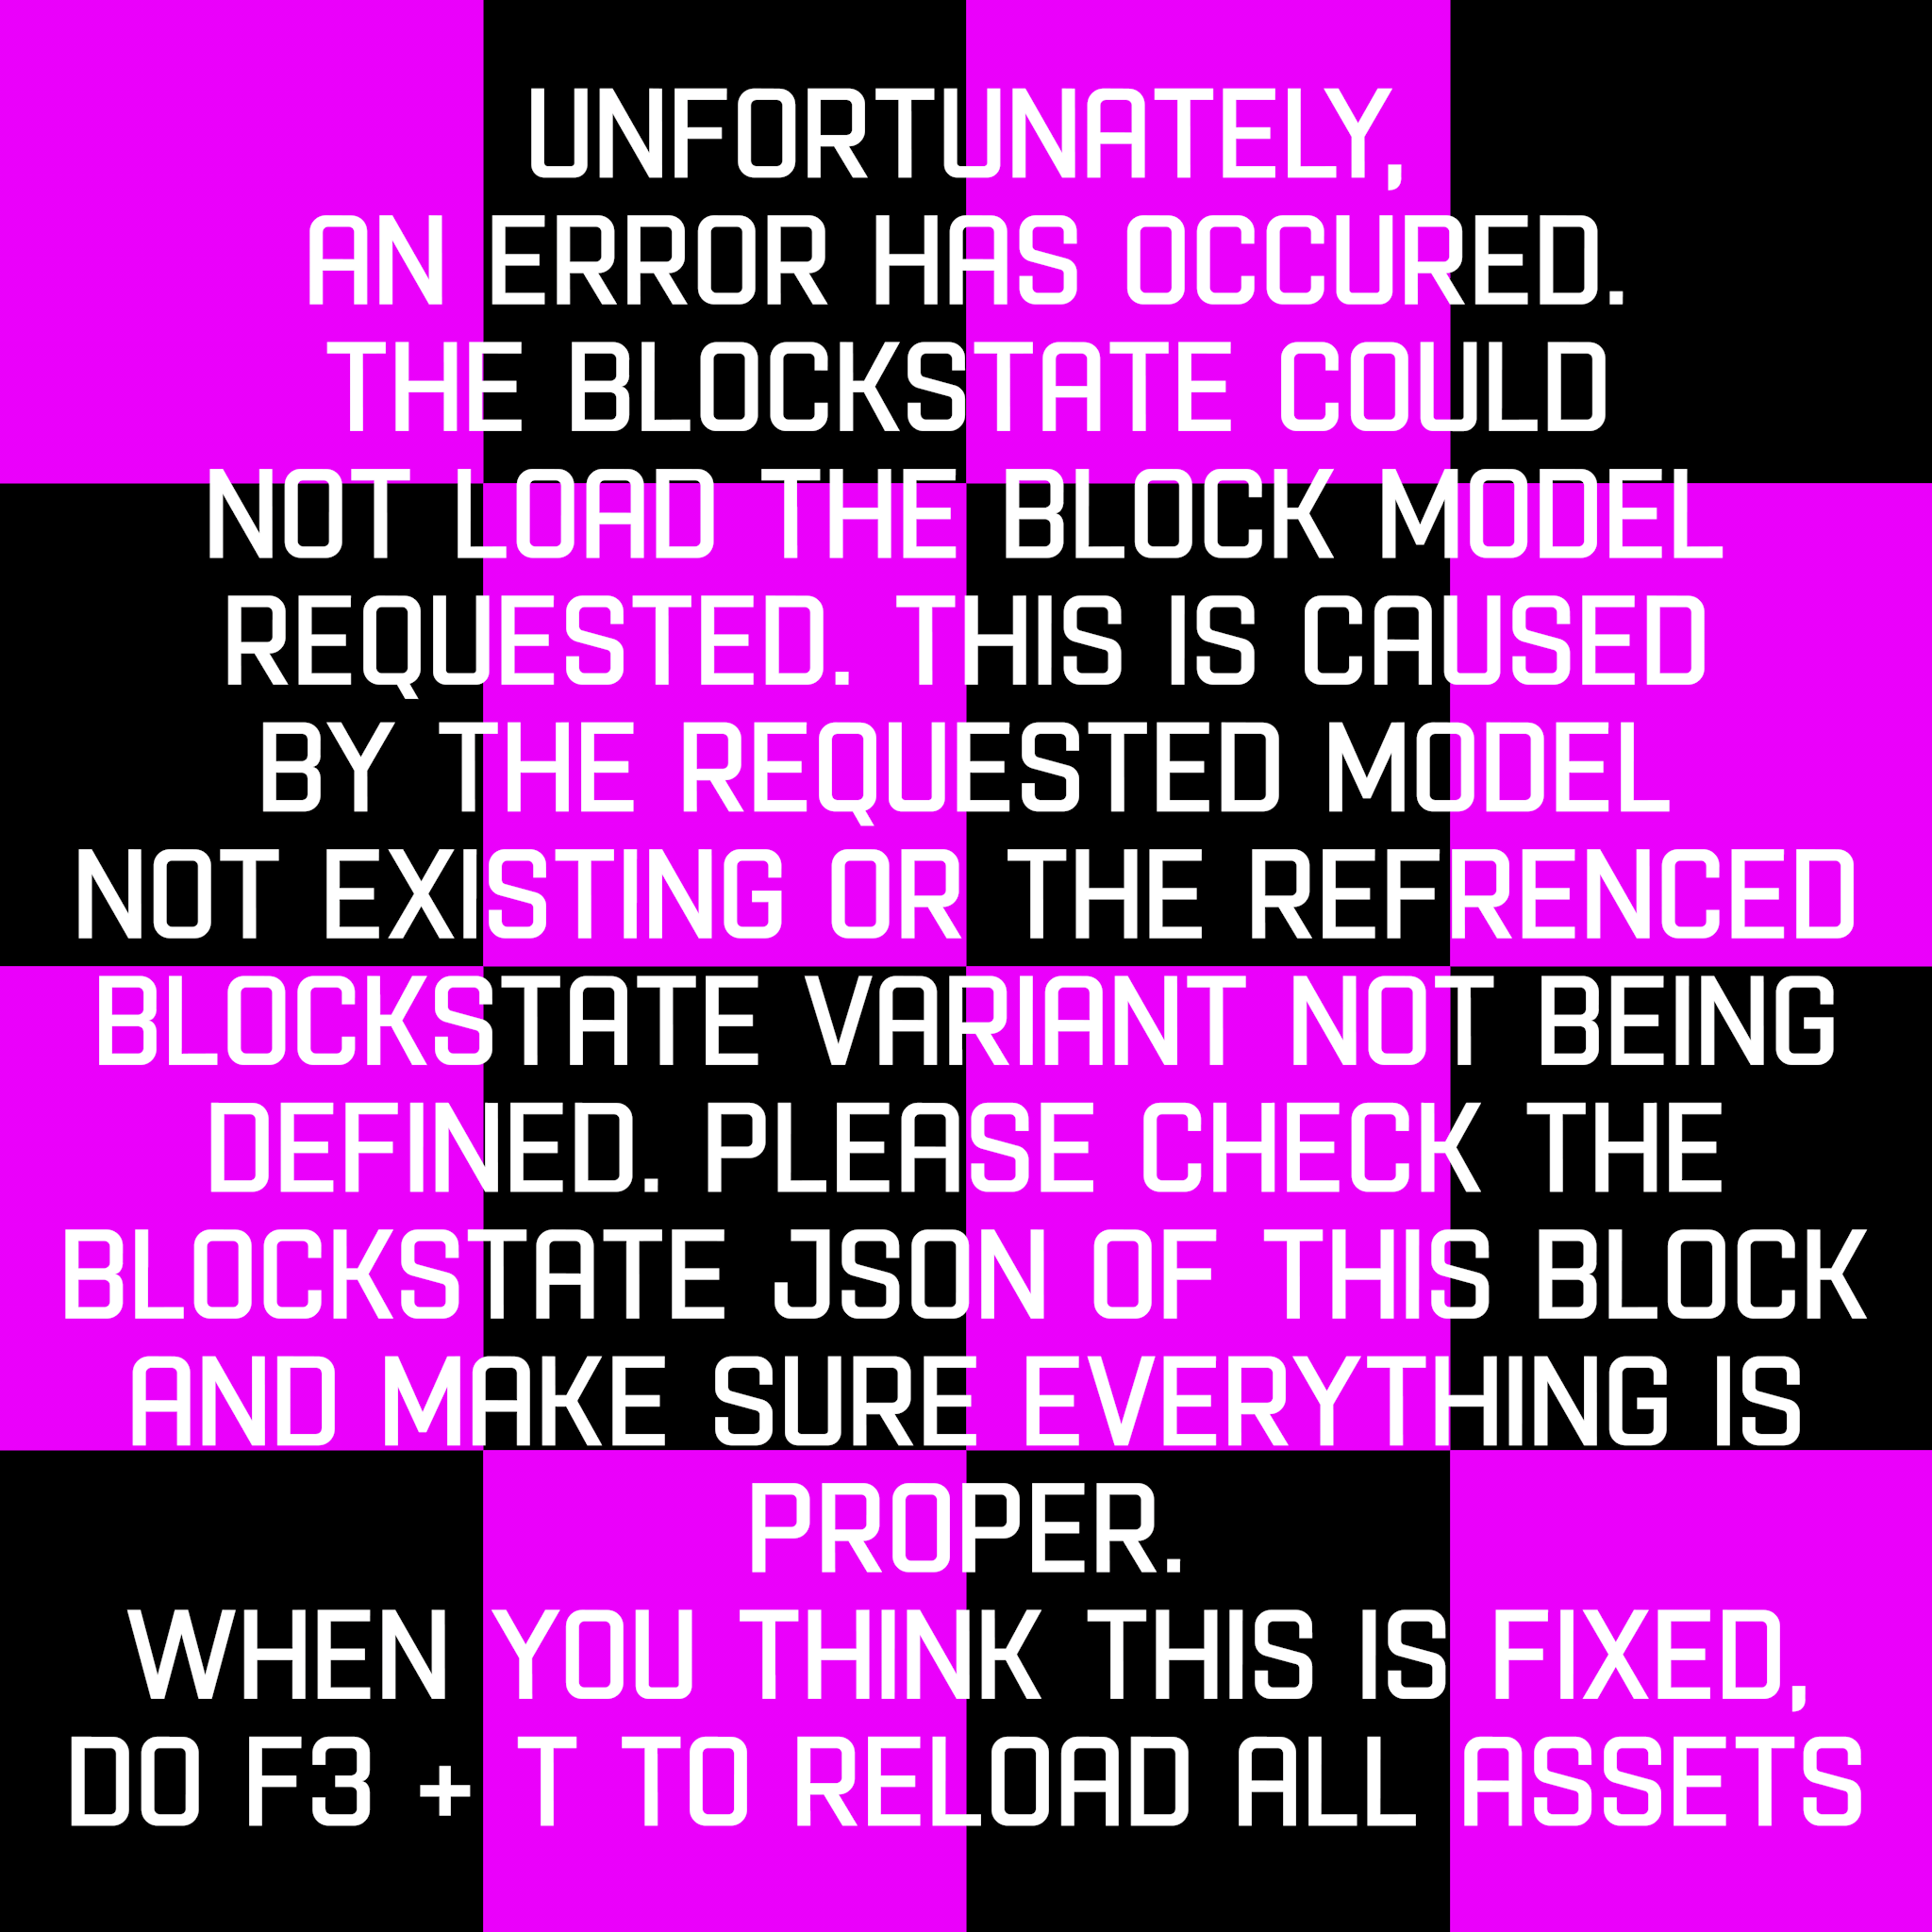 UNFORTUNATELY,
AN ERROR HAS OCCURED.
THE BLOCKSTATE COULD
NOT LOAD THE BLOCK MODEL
REQUESTED. THIS IS CAUSED
BY THE REQUESTED MODEL
NOT EXISTING OR THE REFRENCED
BLOCKSTATE VARIANT NOT BEING
DEFINED. PLEASE CHECK THE
BLOCKSTATE JSON OF THIS BLOCK
AND MAKE SURE EVERYTHING IS
PROPER.
WHEN YOU THINK THIS IS FIXED,
DO F3 + T TO RELOAD ALL ASSETS